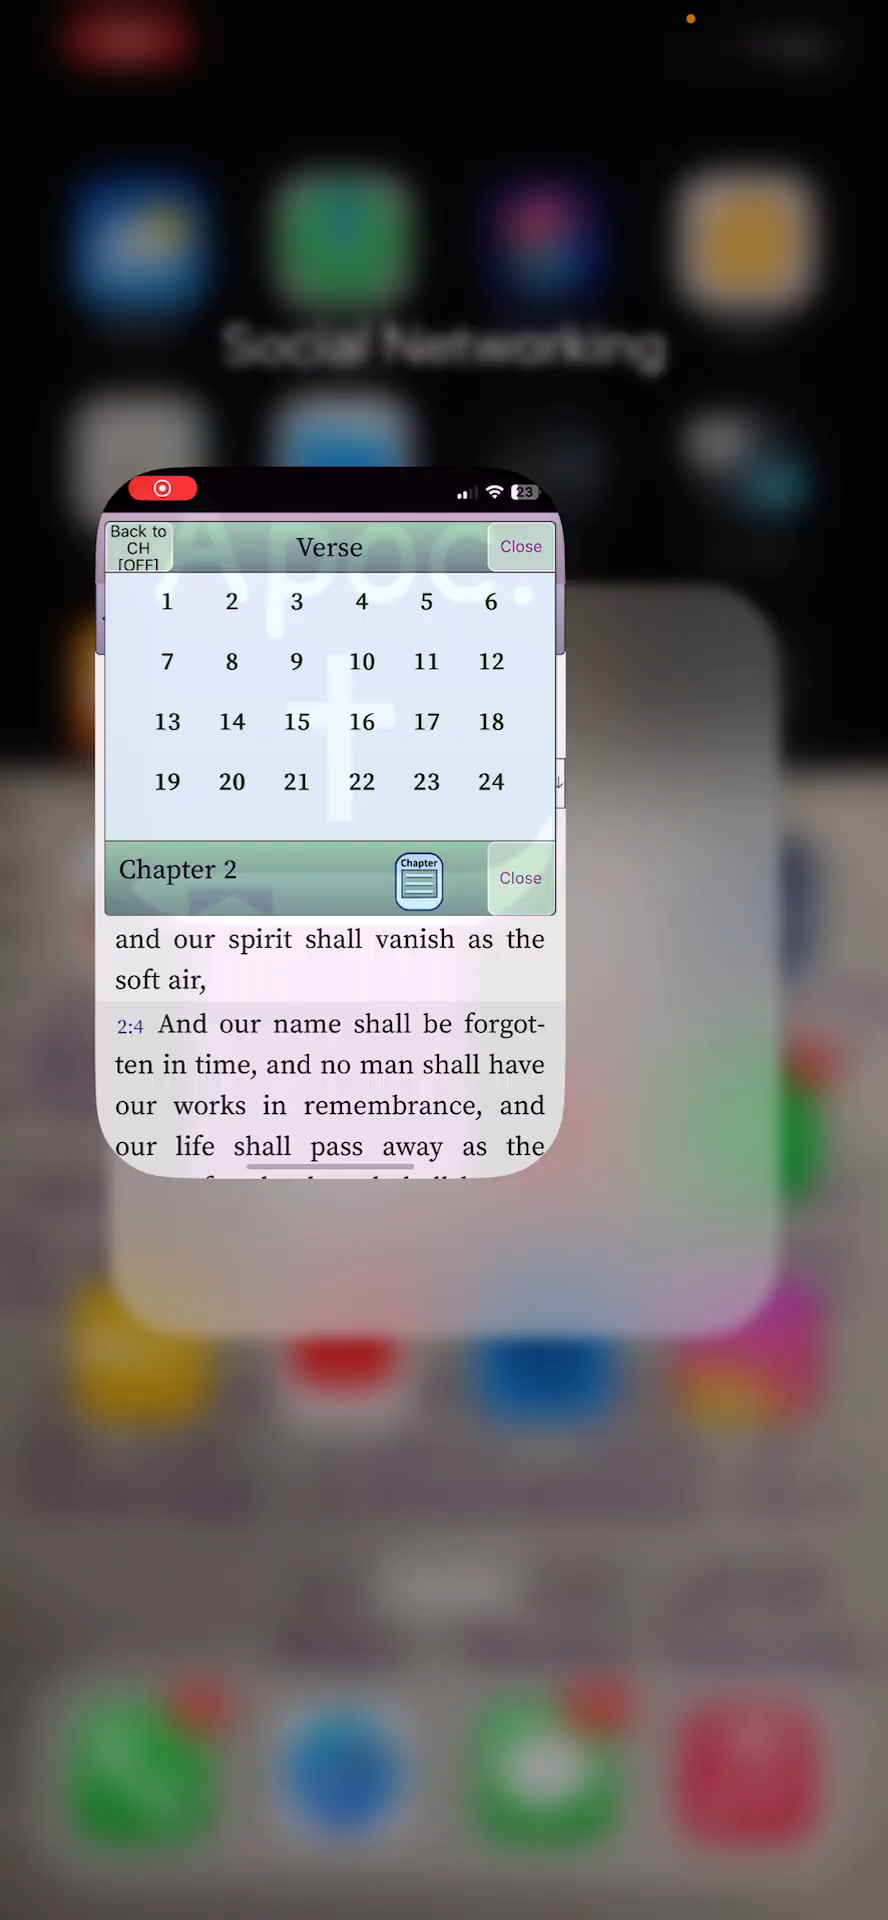 Social Networking
23
Apoc.
Back to
CH
[OFF]
Verse
Close
1 2 3 4 5 6
7 8 9 10 11 12
13 14 15 16 17 18
19 20 21 22 23 24
Chapter 2
Chapter
Close
and our spirit shall vanish as the
soft air,
2:4 And our name shall be forgot-
ten in time, and no man shall have
our works in remembrance, and
our life shall pass away as the